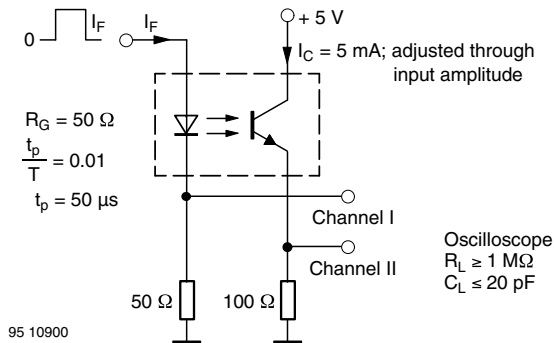 0
I_F
I_F
+ 5 V
I_C = 5 mA; adjusted through
input amplitude
R_G = 50 Ω
t_p
T
= 0.01
t_p = 50 µs
Channel I
Channel II
50 Ω
100 Ω
Oscilloscope
R_L ≥ 1 MΩ
C_L ≤ 20 pF
95 10900